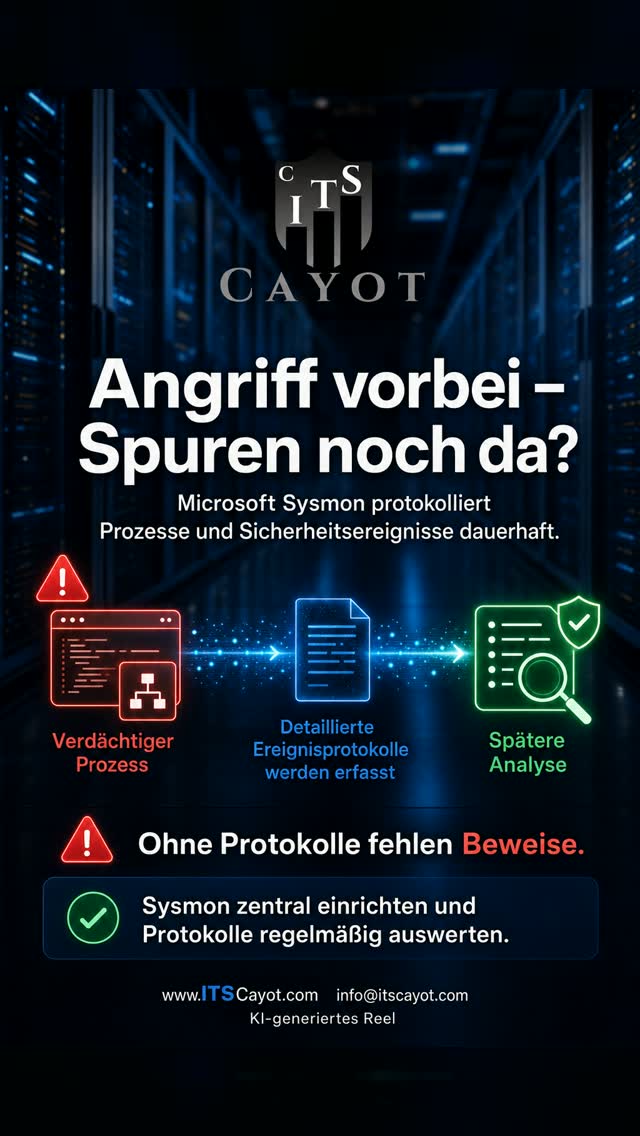 C ITS
CAYOT
Angriff vorbei –
Spuren noch da?
Microsoft Sysmon protokolliert
Prozesse und Sicherheitsereignisse dauerhaft.
Verdächtiger
Prozess
Detaillierte
Ereignisprotokolle
werden erfasst
Spätere
Analyse
Ohne Protokolle fehlen Beweise.
Sysmon zentral einrichten und
Protokolle regelmäßig auswerten.
www.ITSCayot.com info@itscayot.com
KI-generiertes Reel